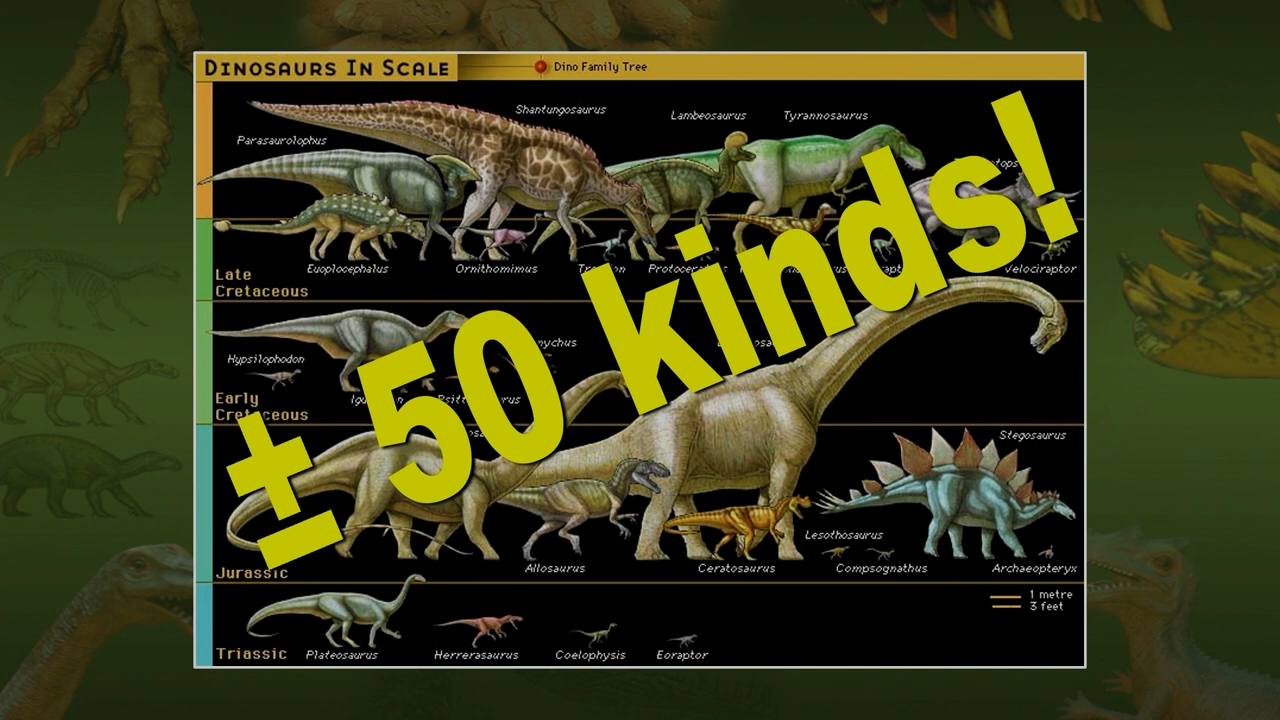 DINOSAURS IN SCALE
Dino Family Tree
Shantungosaurus
Lambeosaurus
Tyrannosaurus
Parasaurolophus
Late
Cretaceous
Euoplocephalus
Ornithomimus
Velociraptor
± 50 kinds!
Hypsilophodon
Early
Cretaceous
Stegosaurus
Lesothosaurus
Jurassic
Allosaurus
Ceratosaurus
Compsognathus
Archaeopteryx
1 metre
3 feet
Triassic
Plateosaurus
Herrerasaurus
Coelophysis
Eoraptor